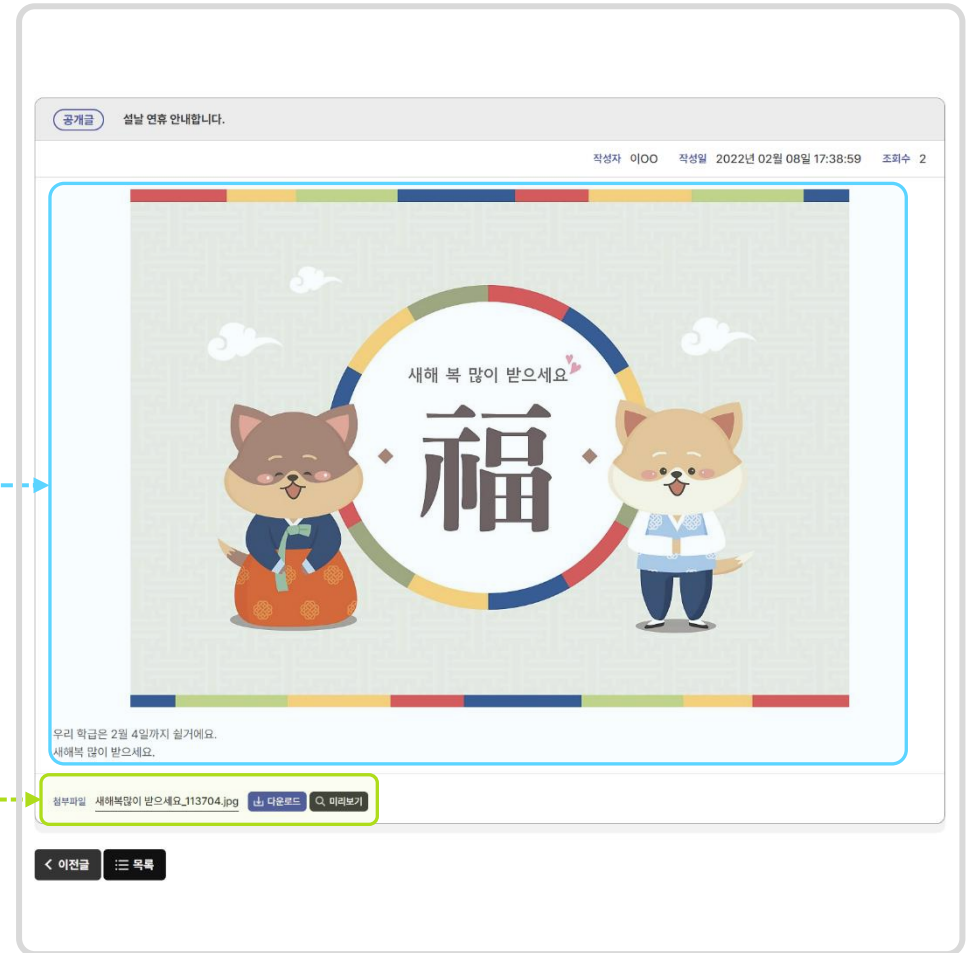 공개글 설날 연휴 안내합니다.
작성자 이OO 작성일 2022년 02월 08일 17:38:59 조회수 2
새해 복 많이 받으세요
福
우리 학급은 2월 4일까지 쉴거에요.
새해복 많이 받으세요.
첨부파일 새해복많이 받으세요_113704.jpg 다운로드 미리보기
이전글 목록